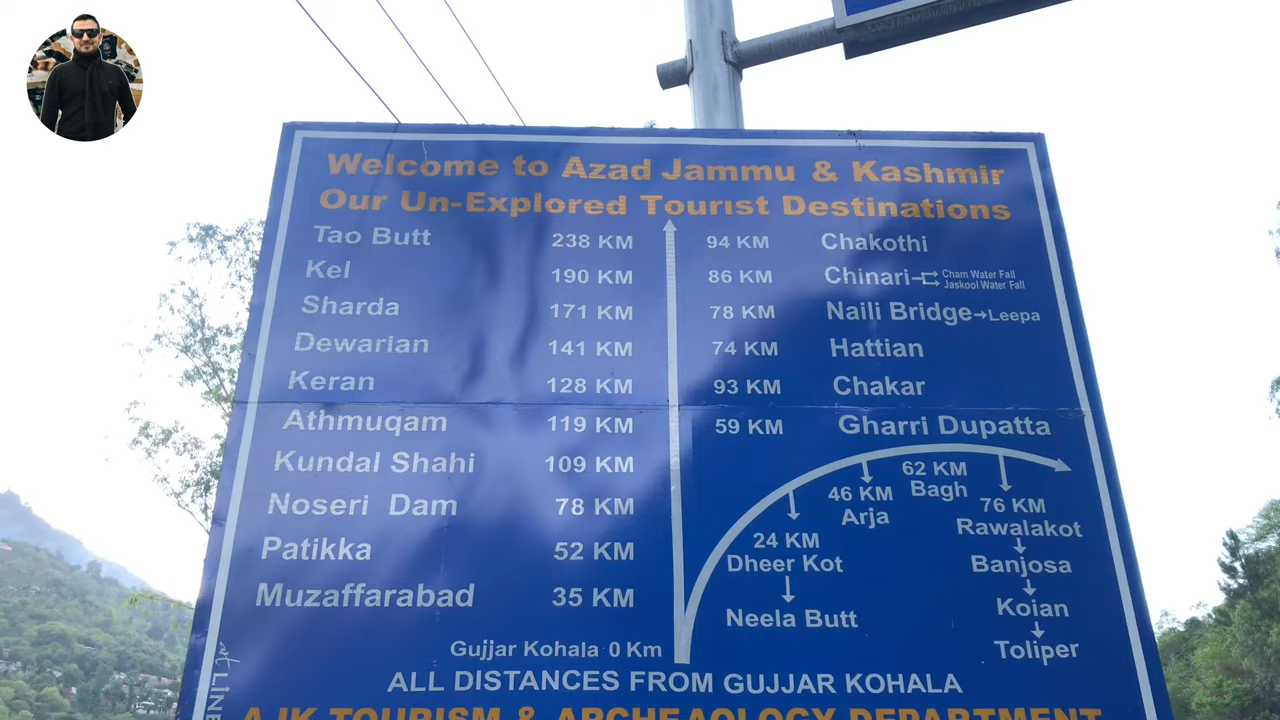 Welcome to Azad Jammu & Kashmir
Our Un-Explored Tourist Destinations
Tao Butt 238 KM
Kel 190 KM
Sharda 171 KM
Dewarian 141 KM
Keran 128 KM
Athmuqam 119 KM
Kundal Shahi 109 KM
Noseri Dam 78 KM
Patikka 52 KM
Muzaffarabad 35 KM
94 KM Chakothi
86 KM Chinari
Cham Water Fall
Jaskool Water Fall
78 KM Naili Bridge Leepa
74 KM Hattian
93 KM Chakar
59 KM Gharri Dupatta
24 KM
Dheer Kot
Neela Butt
46 KM
Arja
62 KM
Bagh
76 KM
Rawalakot
Banjosa
Koian
Toliper
Gujjar Kohala 0 Km
ALL DISTANCES FROM GUJJAR KOHALA
AJK TOURISM & ARCHEAOLOGY DEPARTMENT
LINE